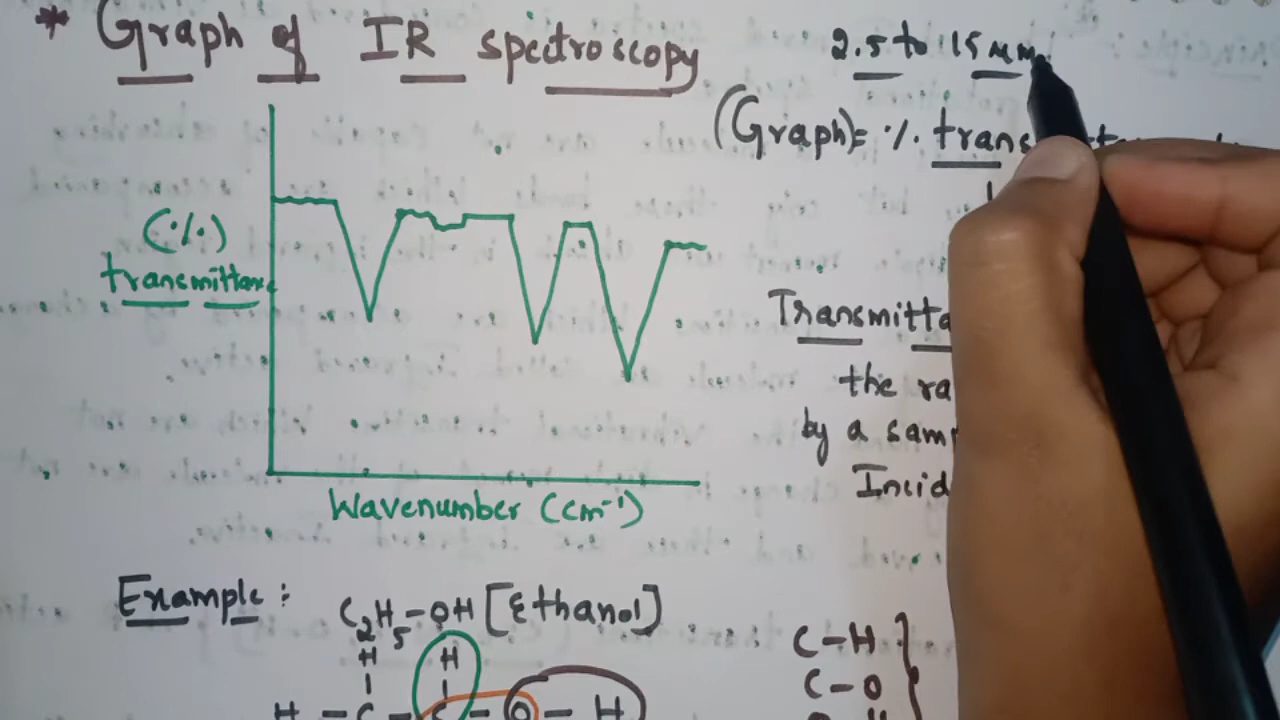 * Graph of IR spectroscopy
2.5 to 15 μm
(Graph)= % trans
(%)
transmittanc
Transmitta
the ra
by a sam
Incid
Wavenumber (cm⁻¹)
Example :
C₂H₅-OH [Ethanol]
H H
H - C - C - O - H
C-H
C-O